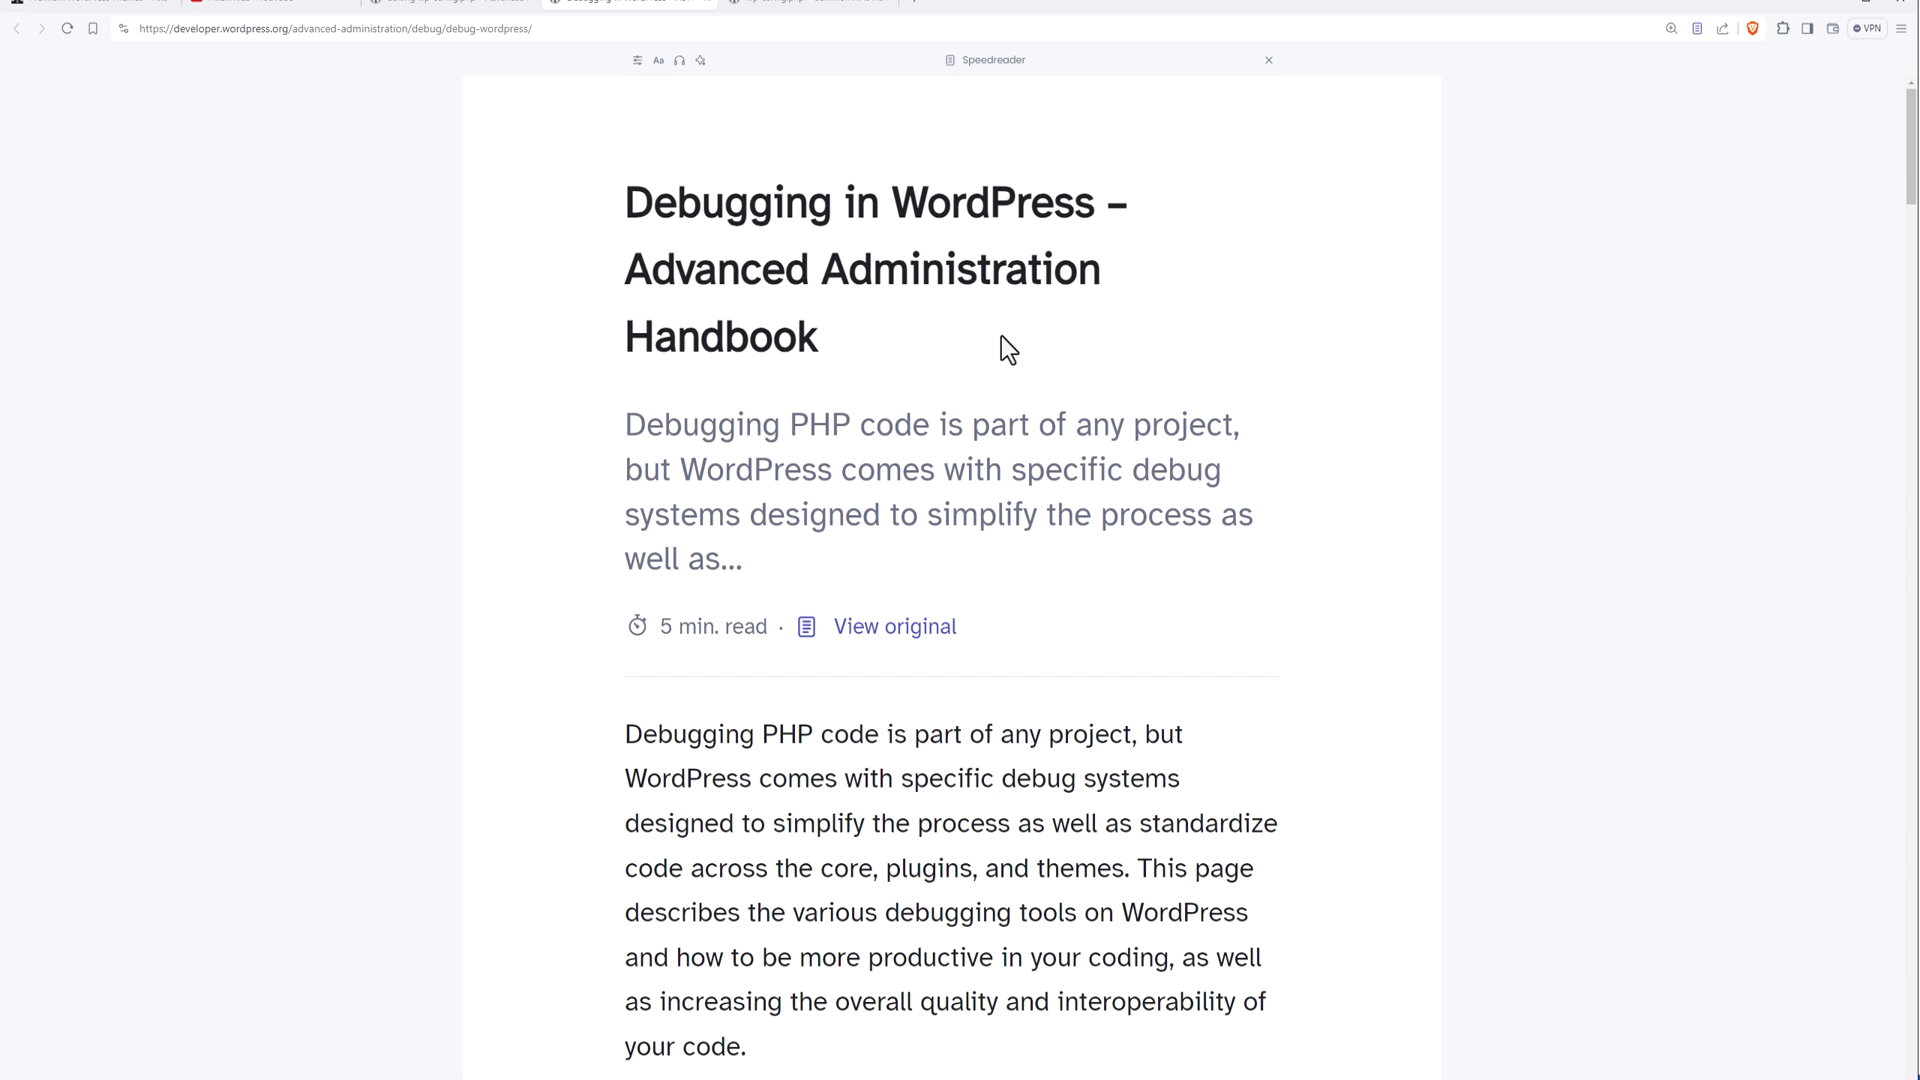 https://developer.wordpress.org/advanced-administration/debug/debug-wordpress/
VPN
Aa
Speedreader
Debugging in WordPress –
Advanced Administration
Handbook
Debugging PHP code is part of any project,
but WordPress comes with specific debug
systems designed to simplify the process as
well as...
5 min. read · View original
Debugging PHP code is part of any project, but
WordPress comes with specific debug systems
designed to simplify the process as well as standardize
code across the core, plugins, and themes. This page
describes the various debugging tools on WordPress
and how to be more productive in your coding, as well
as increasing the overall quality and interoperability of
your code.